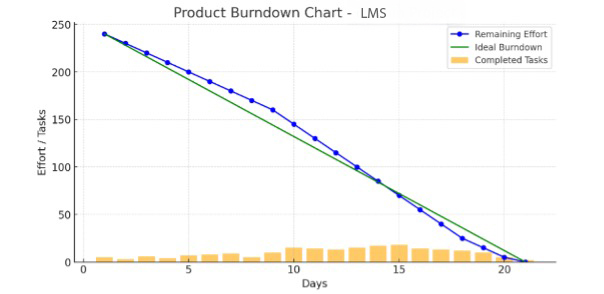 Product Burndown Chart - LMS
250
200
150
100
50
0
Effort / Tasks
Remaining Effort
Ideal Burndown
Completed Tasks
0 5 10 15 20
Days